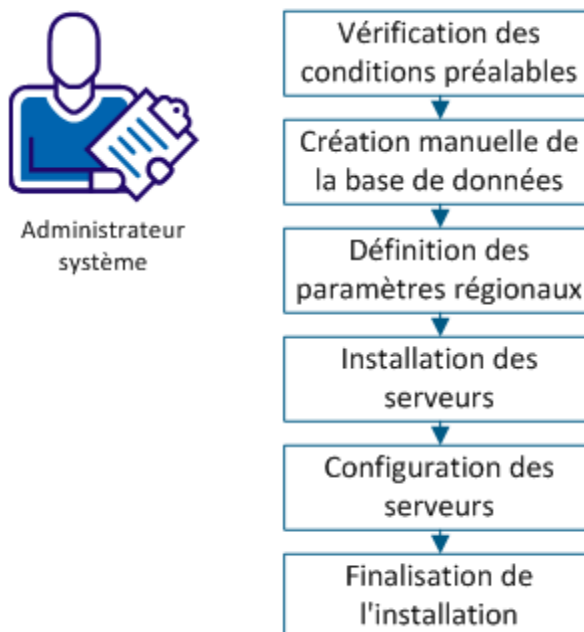 Administrateur
système
Vérification des
conditions préalables
Création manuelle de
la base de données
Définition des
paramètres régionaux
Installation des
serveurs
Configuration des
serveurs
Finalisation de
l'installation